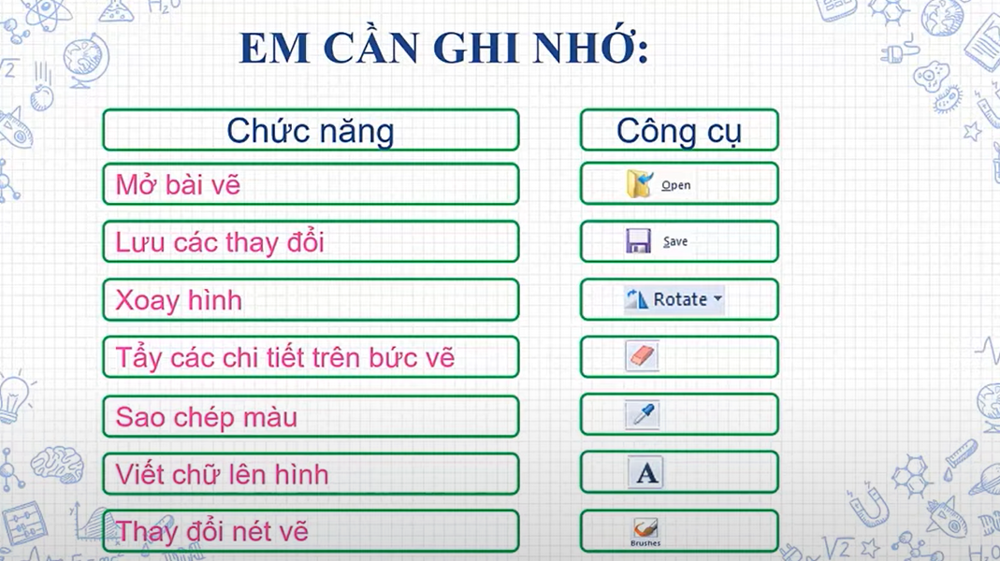 EM CẦN GHI NHỚ:
Chức năng
Công cụ
Mở bài vẽ
Open
Lưu các thay đổi
Save
Xoay hình
Rotate
Tẩy các chi tiết trên bức vẽ
Sao chép màu
Viết chữ lên hình
A
Thay đổi nét vẽ
Brushes